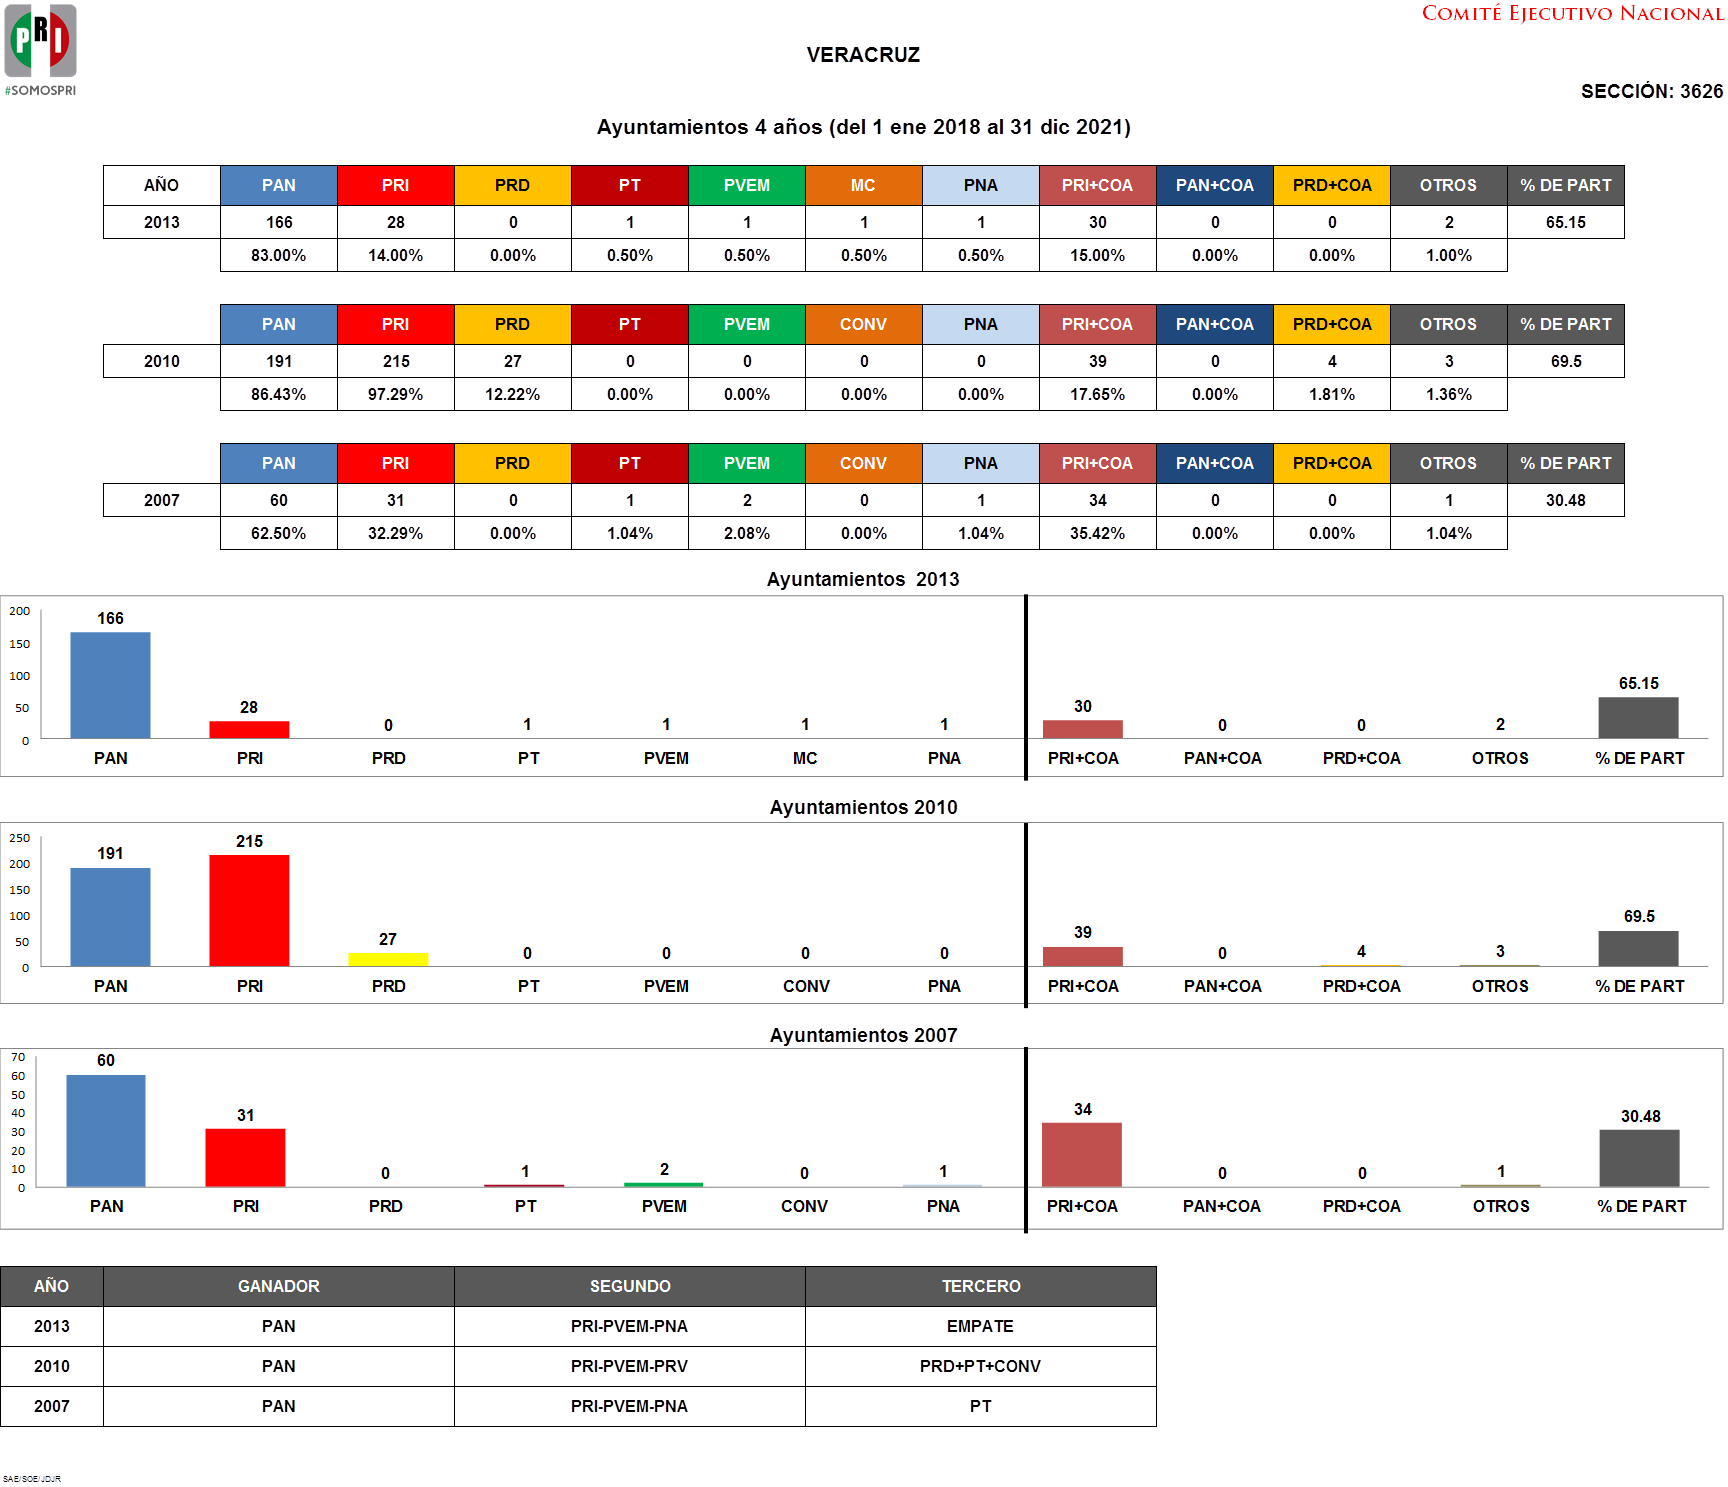 COMITÉ EJECUTIVO NACIONAL
PRI
#SOMOSPRI
VERACRUZ
SECCIÓN: 3626
Ayuntamientos 4 años (del 1 ene 2018 al 31 dic 2021)
AÑO PAN PRI PRD PT PVEM MC PNA PRI+COA PAN+COA PRD+COA OTROS % DE PART
2013 166 28 0 1 1 1 1 30 0 0 2 65.15
83.00% 14.00% 0.00% 0.50% 0.50% 0.50% 0.50% 15.00% 0.00% 0.00% 1.00%
PAN PRI PRD PT PVEM CONV PNA PRI+COA PAN+COA PRD+COA OTROS % DE PART
2010 191 215 27 0 0 0 0 39 0 4 3 69.5
86.43% 97.29% 12.22% 0.00% 0.00% 0.00% 0.00% 17.65% 0.00% 1.81% 1.36%
PAN PRI PRD PT PVEM CONV PNA PRI+COA PAN+COA PRD+COA OTROS % DE PART
2007 60 31 0 1 2 0 1 34 0 0 1 30.48
62.50% 32.29% 0.00% 1.04% 2.08% 0.00% 1.04% 35.42% 0.00% 0.00% 1.04%
Ayuntamientos 2013
200
150
100
50
0
166 28 0 1 1 1 1 30 0 0 2 65.15
PAN PRI PRD PT PVEM MC PNA PRI+COA PAN+COA PRD+COA OTROS % DE PART
Ayuntamientos 2010
250
200
150
100
50
0
191 215 27 0 0 0 0 39 0 4 3 69.5
PAN PRI PRD PT PVEM CONV PNA PRI+COA PAN+COA PRD+COA OTROS % DE PART
Ayuntamientos 2007
70
60
50
40
30
20
10
0
60 31 0 1 2 0 1 34 0 0 1 30.48
PAN PRI PRD PT PVEM CONV PNA PRI+COA PAN+COA PRD+COA OTROS % DE PART
AÑO GANADOR SEGUNDO TERCERO
2013 PAN PRI-PVEM-PNA EMPATE
2010 PAN PRI-PVEM-PRV PRD+PT+CONV
2007 PAN PRI-PVEM-PNA PT
SAE/SOE/JDJR